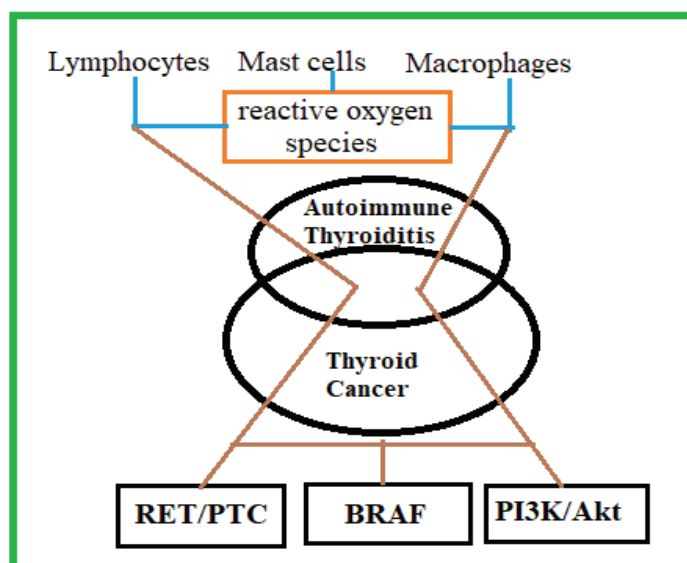 Lymphocytes Mast cells Macrophages
reactive oxygen
species
Autoimmune
Thyroiditis
Thyroid
Cancer
RET/PTC BRAF PI3K/Akt